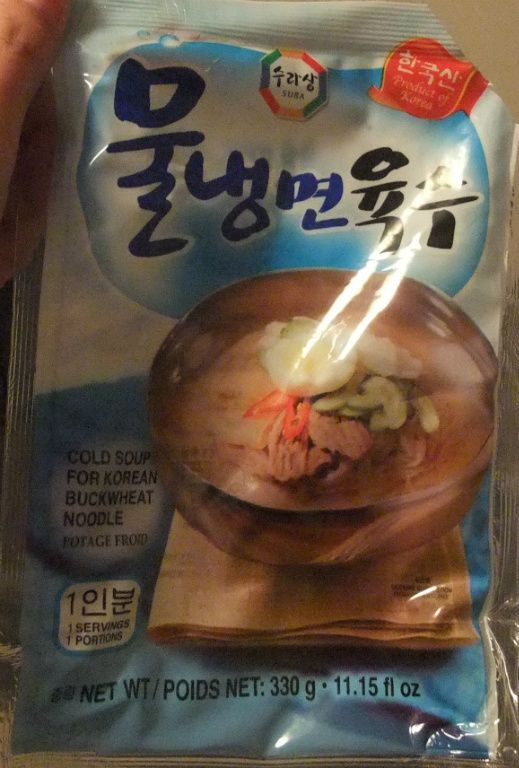 수라상
SURA
한국산
Product of
Korea
물냉면육수
COLD SOUP
FOR KOREAN
BUCKWHEAT
NOODLE
POTAGE FROID
1인분
1 SERVINGS
1 PORTIONS
중량 NET WT / POIDS NET: 330 g · 11.15 fl oz